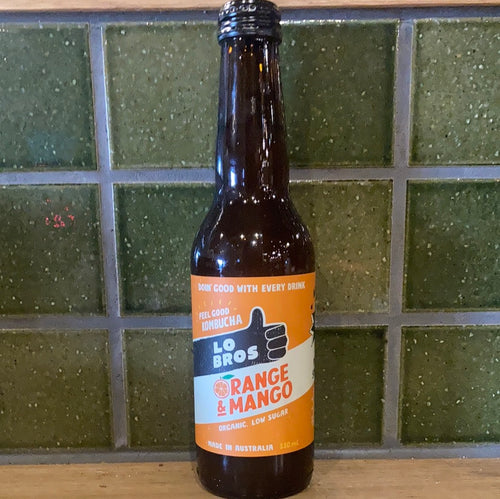 DOIN' GOOD WITH EVERY DRINK
FEEL GOOD
KOMBUCHA
LO
BROS
ORANGE
& MANGO
ORGANIC. LOW SUGAR
MADE IN AUSTRALIA 330 mL